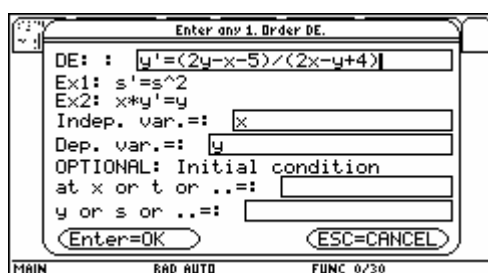 Enter any 1. Order DE.
DE: : y'=(2y-x-5)/(2x-y+4)
Ex1: s'=s^2
Ex2: x*y'=y
Indep. var.=: x
Dep. var.=: y
OPTIONAL: Initial condition
at x or t or ..=:
y or s or ..=:
Enter=OK ESC=CANCEL
MAIN RAD AUTO FUNC 0/30